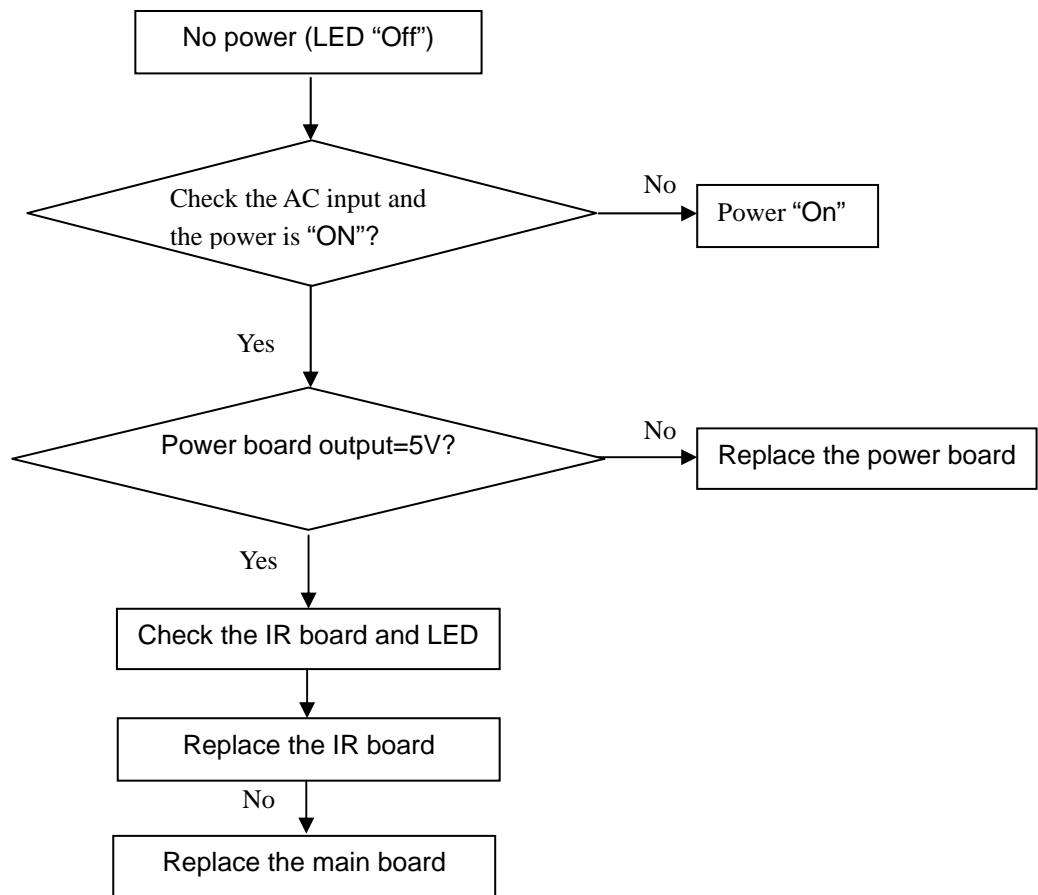 No power (LED “Off”)
Check the AC input and
the power is “ON”?
No
Power “On”
Yes
Power board output=5V?
No
Replace the power board
Yes
Check the IR board and LED
Replace the IR board
No
Replace the main board